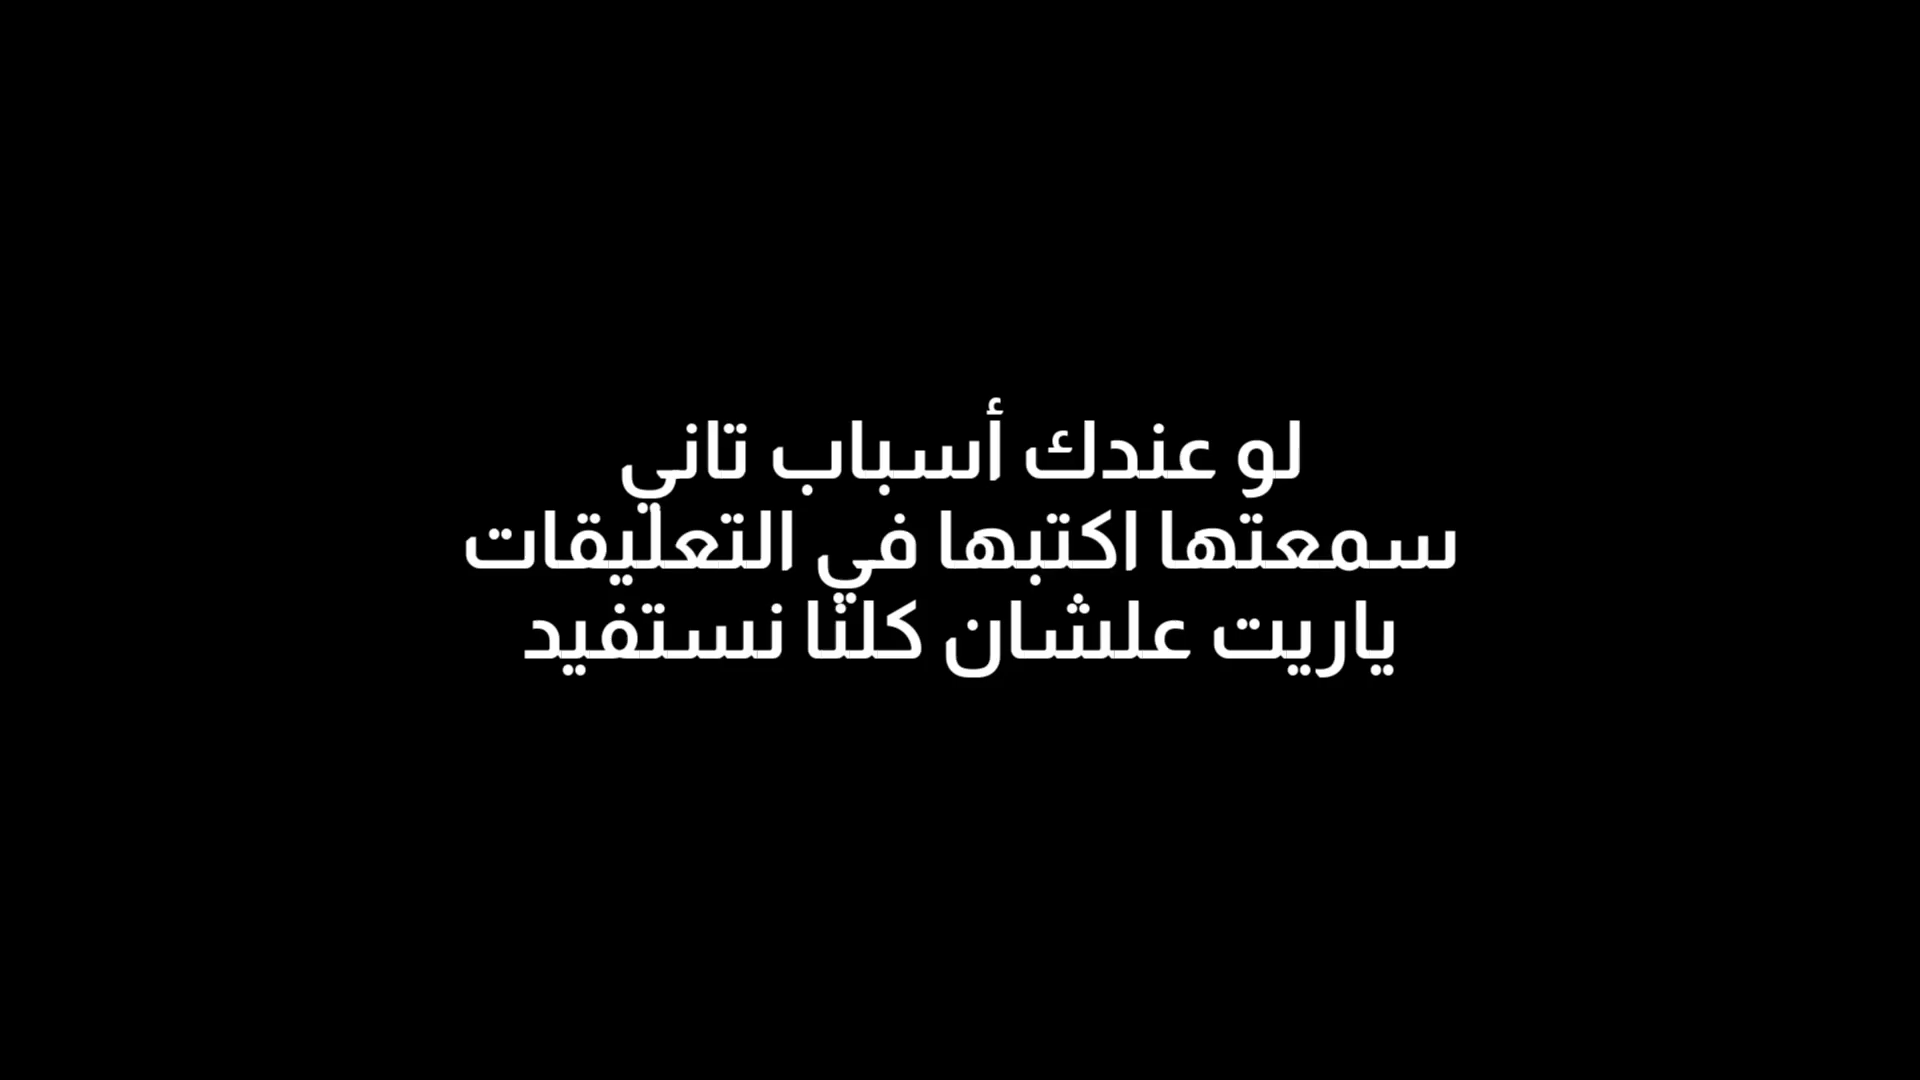 لو عندك أسباب تاني
سمعتها اكتبها في التعليقات
ياريت علشان كلنا نستفيد